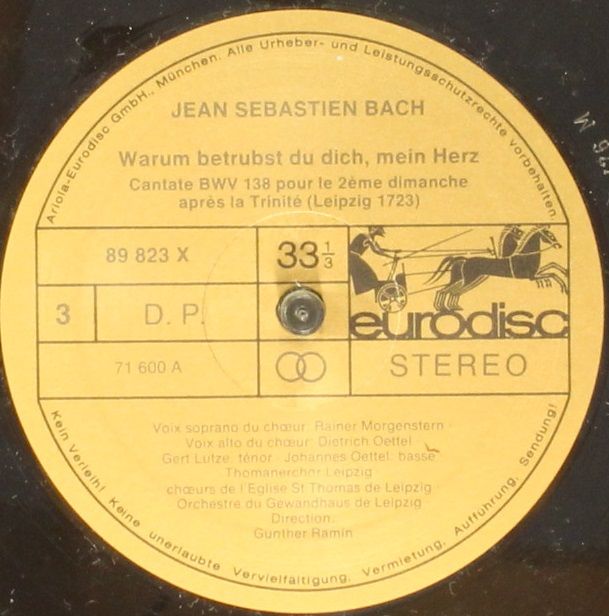 Ariola-Eurodisc GmbH., München. Alle Urheber- und Leistungsschutzrechte vorbehalten.
JEAN SEBASTIEN BACH
Warum betrubst du dich, mein Herz
Cantate BWV 138 pour le 2ème dimanche
après la Trinité (Leipzig 1723)
89 823 X
33 1/3
eurodisc
3
D. P.
71 600 A
STEREO
Voix soprano du chœur: Rainer Morgenstern
Voix alto du chœur: Dietrich Oettel
Gert Lutze, ténor · Johannes Oettel, basse
Thomanerchor Leipzig
chœurs de l'Eglise St Thomas de Leipzig
Orchestre du Gewandhaus de Leipzig
Direction:
Gunther Ramin
Kein Verleih! Keine unerlaubte Vervielfältigung, Vermietung, Aufführung, Sendung!